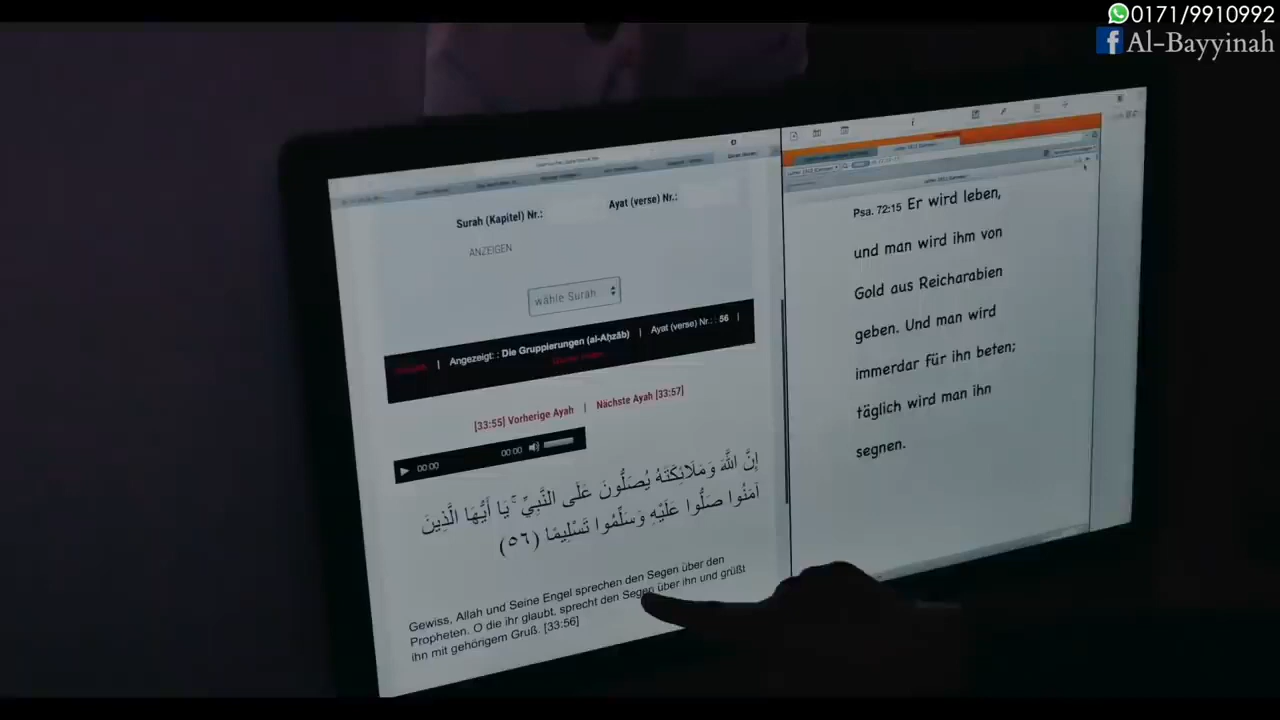 0171/9910992
Al-Bayyinah
Surah (Kapitel) Nr.:
Ayat (verse) Nr.:
ANZEIGEN
wähle Surah
| Angezeigt: : Die Gruppierungen (al-Aḥzāb) | Ayat (verse) Nr.: : 56 |
[33:55] Vorherige Ayah | Nächste Ayah [33:57]
00:00 00:00
إِنَّ اللَّهَ وَمَلَائِكَتَهُ يُصَلُّونَ عَلَى النَّبِيِّ ۚ يَا أَيُّهَا الَّذِينَ
آمَنُوا صَلُّوا عَلَيْهِ وَسَلِّمُوا تَسْلِيمًا ﴿٥٦﴾
Gewiss, Allah und Seine Engel sprechen den Segen über den
Propheten. O die ihr glaubt, sprecht den Segen über ihn und grüßt
ihn mit gehörigem Gruß. [33:56]
Psa. 72:15 Er wird leben,
und man wird ihm von
Gold aus Reicharabien
geben. Und man wird
immerdar für ihn beten;
täglich wird man ihn
segnen.